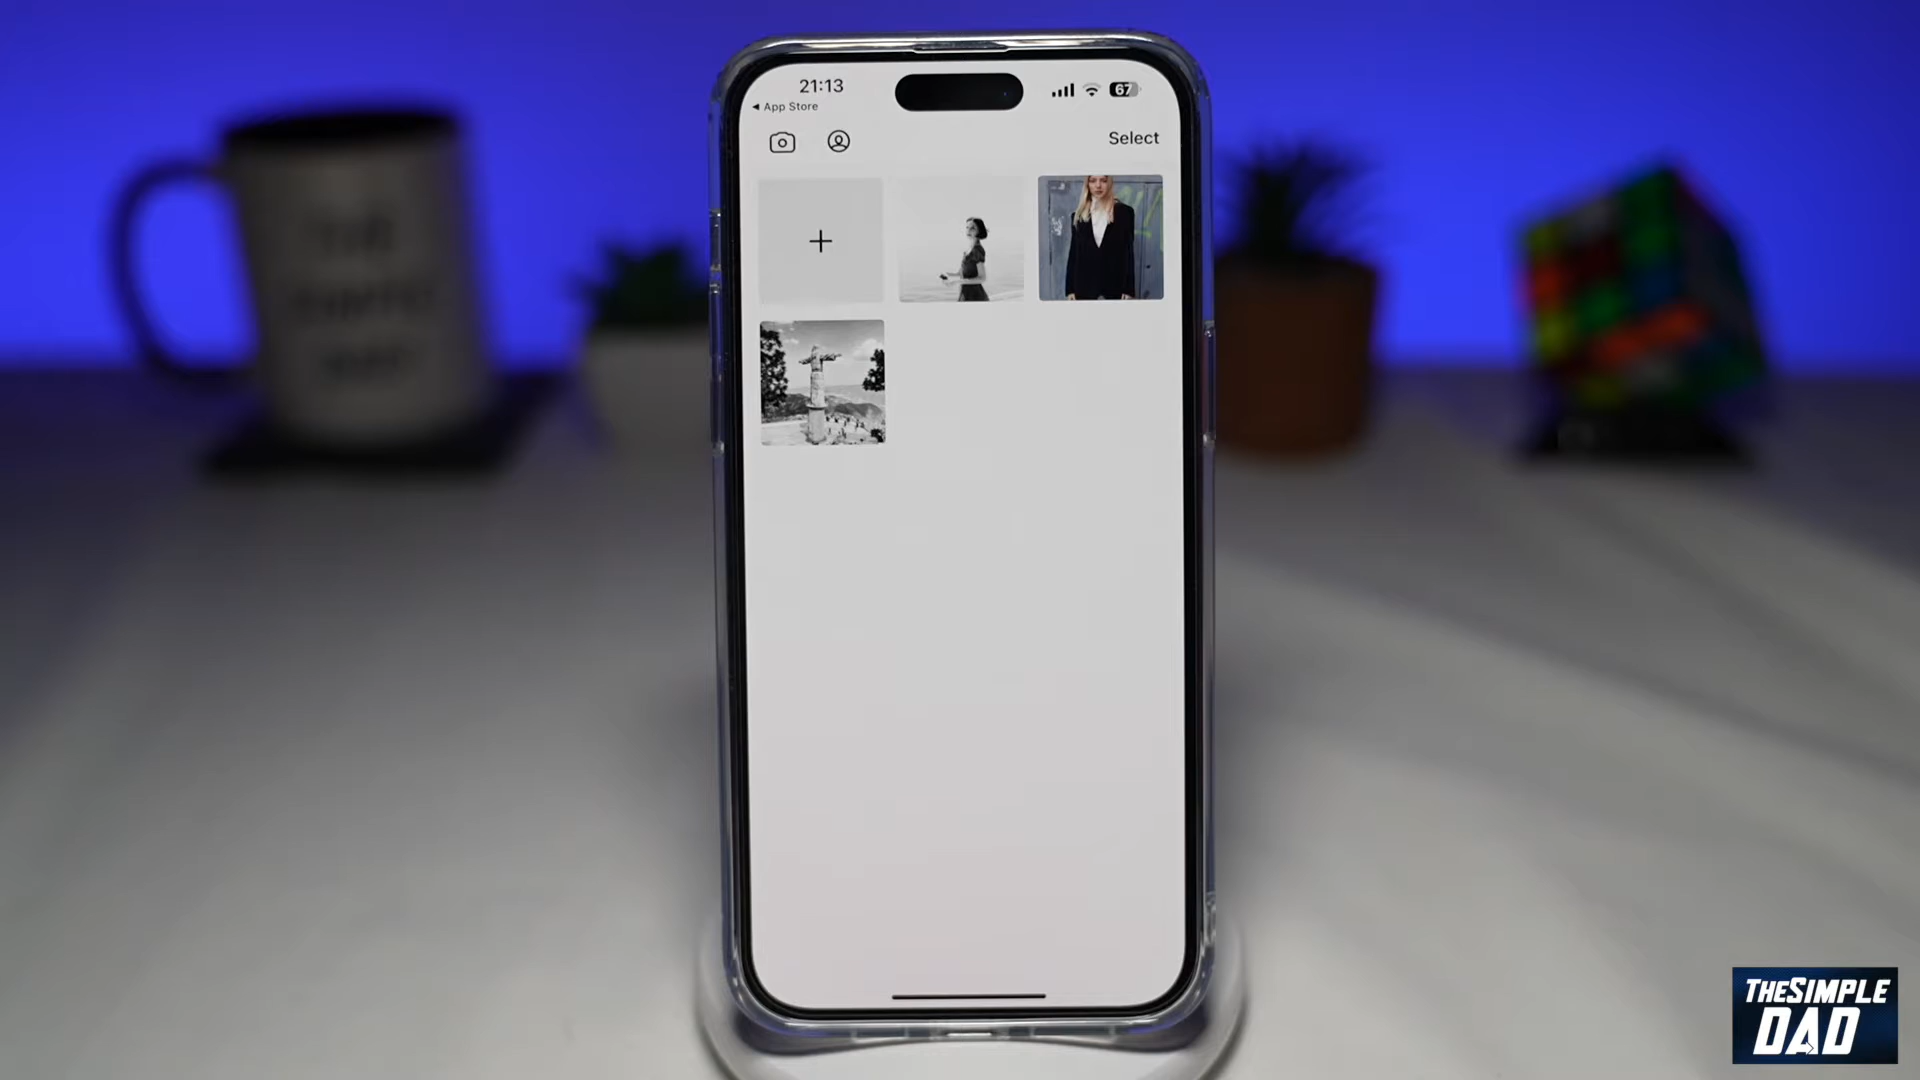 21:13
67
◀ App Store
Select
THESIMPLE
DAD